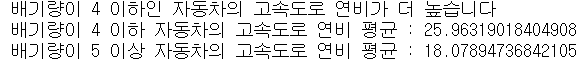 배기량이 4 이하인 자동차의 고속도로 연비가 더 높습니다
배기량이 4 이하 자동차의 고속도로 연비 평균 : 25.96319018404908
배기량이 5 이상 자동차의 고속도로 연비 평균 : 18.07894736842105